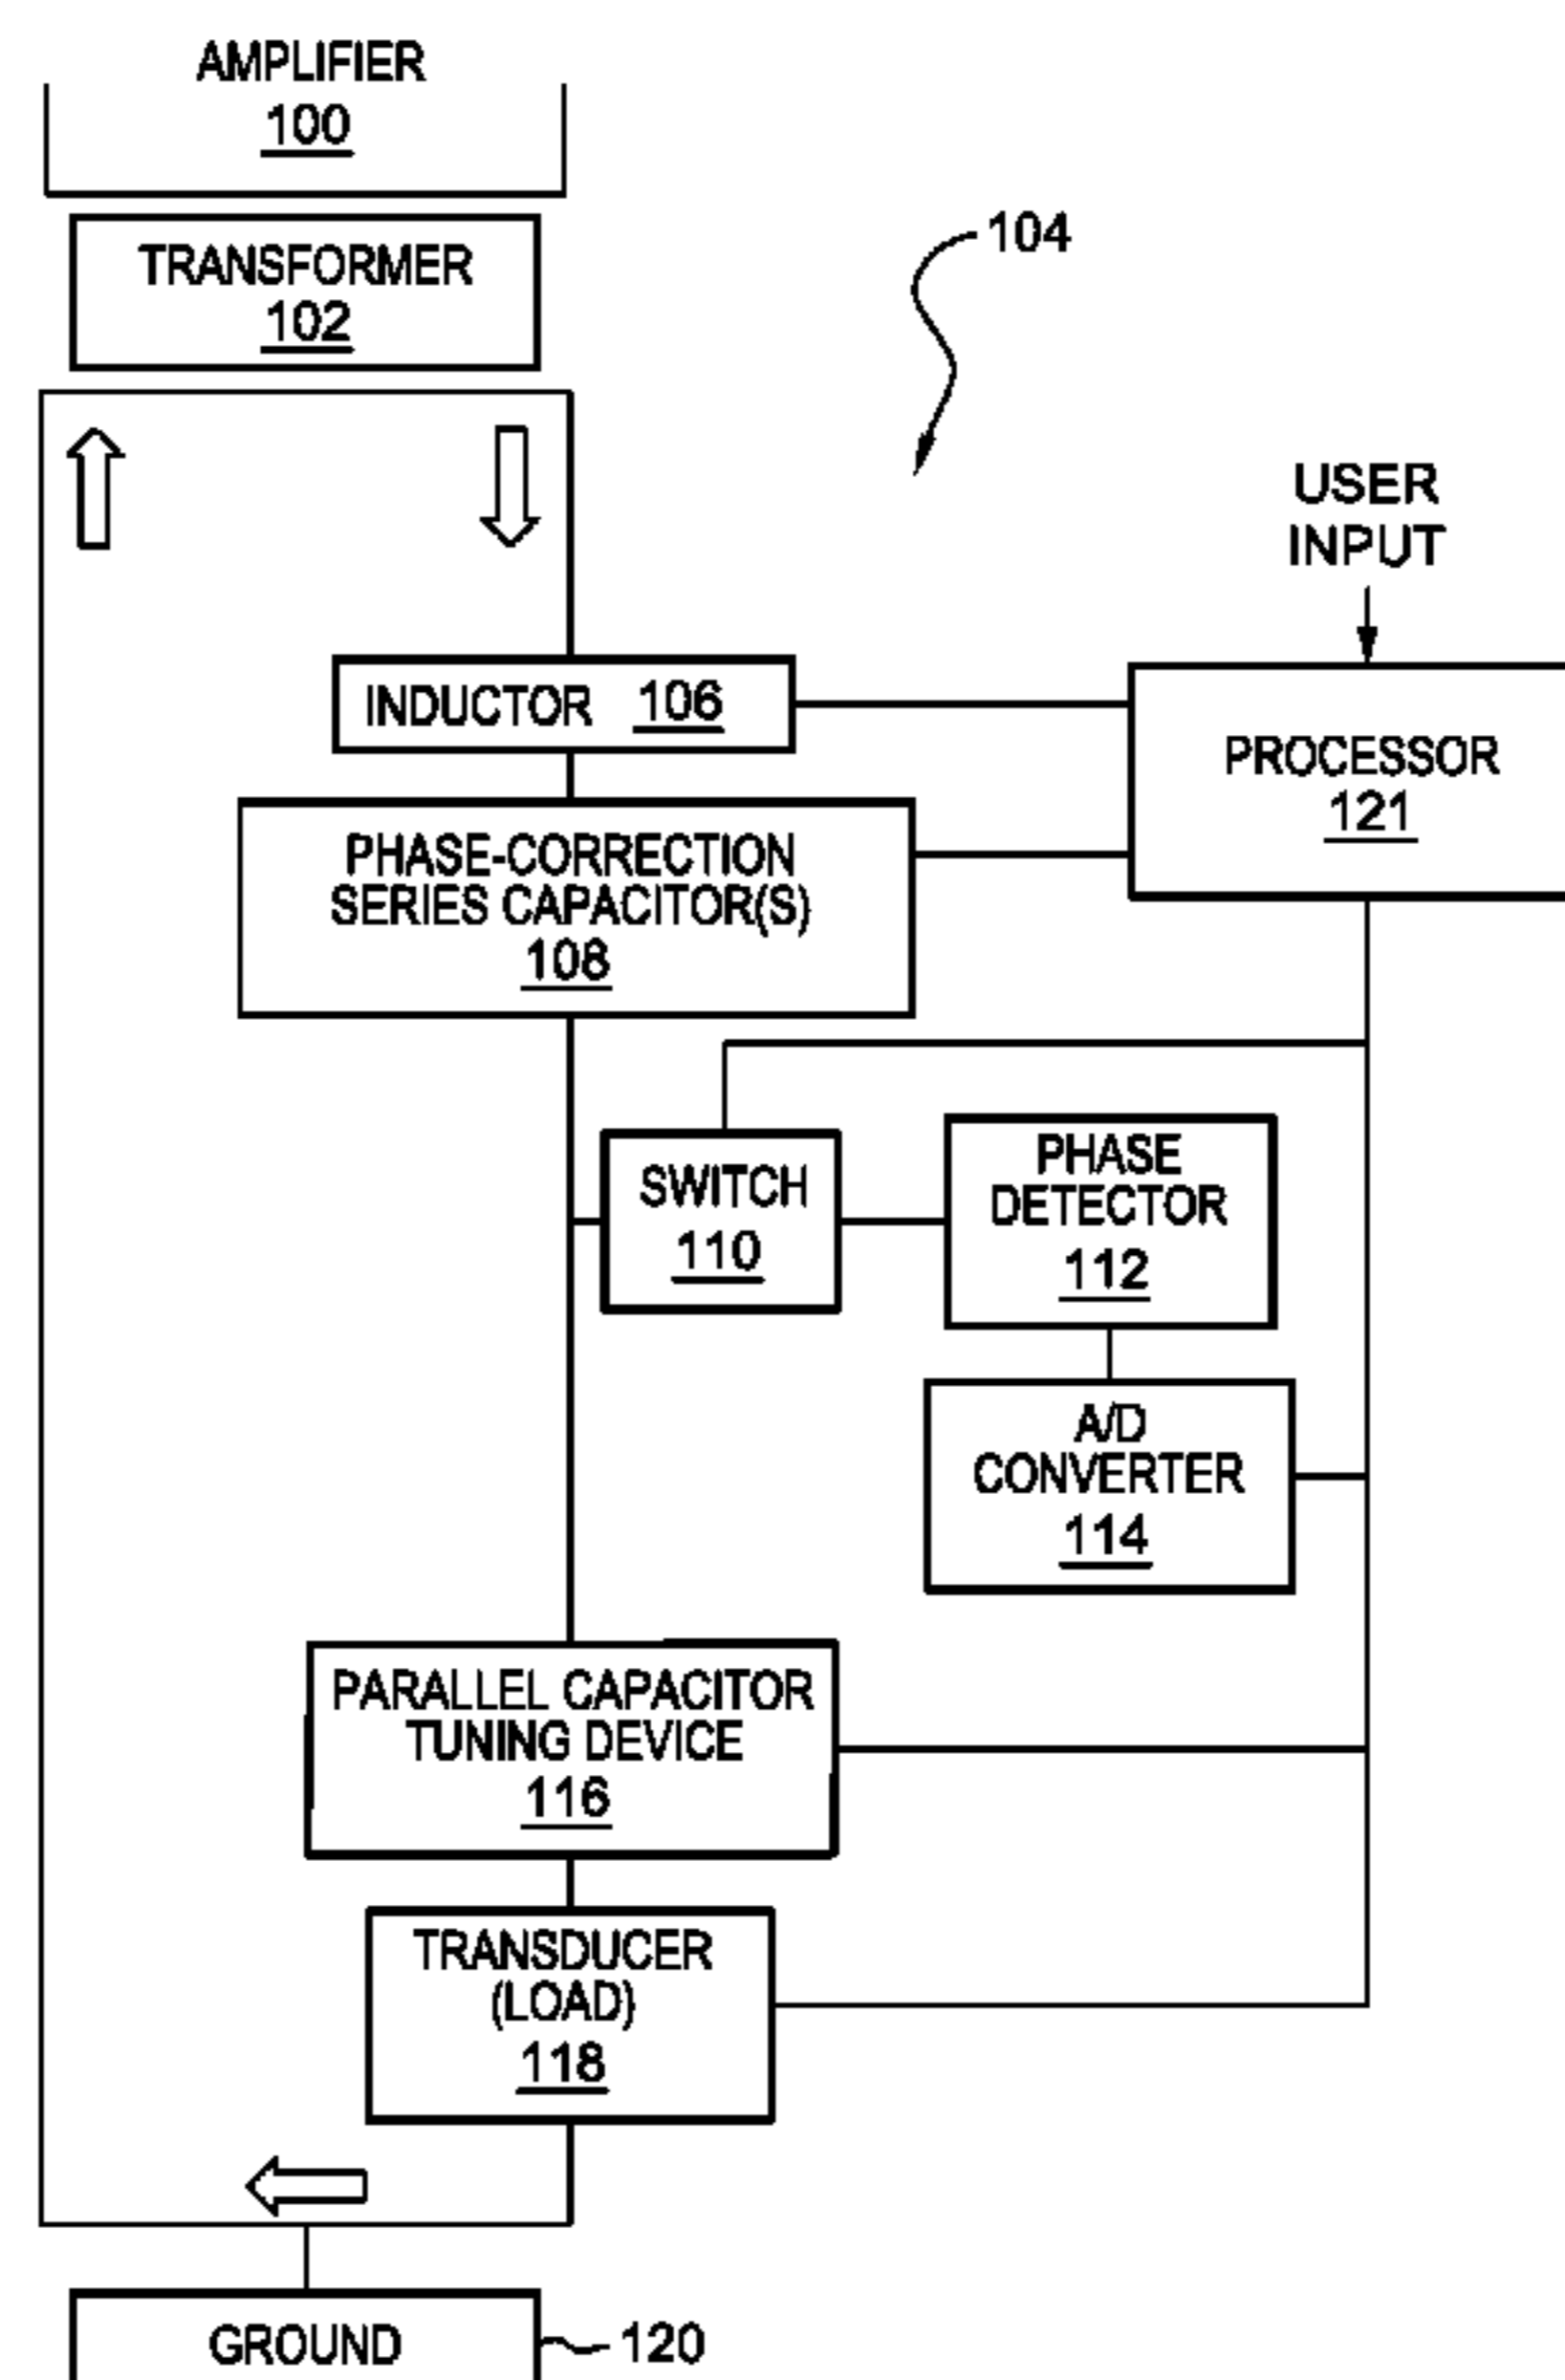 AMPLIFIER
100
TRANSFORMER
102
104
USER
INPUT
INDUCTOR 106
PROCESSOR
121
PHASE-CORRECTION
SERIES CAPACITOR(S)
108
SWITCH
110
PHASE
DETECTOR
112
A/D
CONVERTER
114
PARALLEL CAPACITOR
TUNING DEVICE
116
TRANSDUCER
(LOAD)
118
GROUND
120